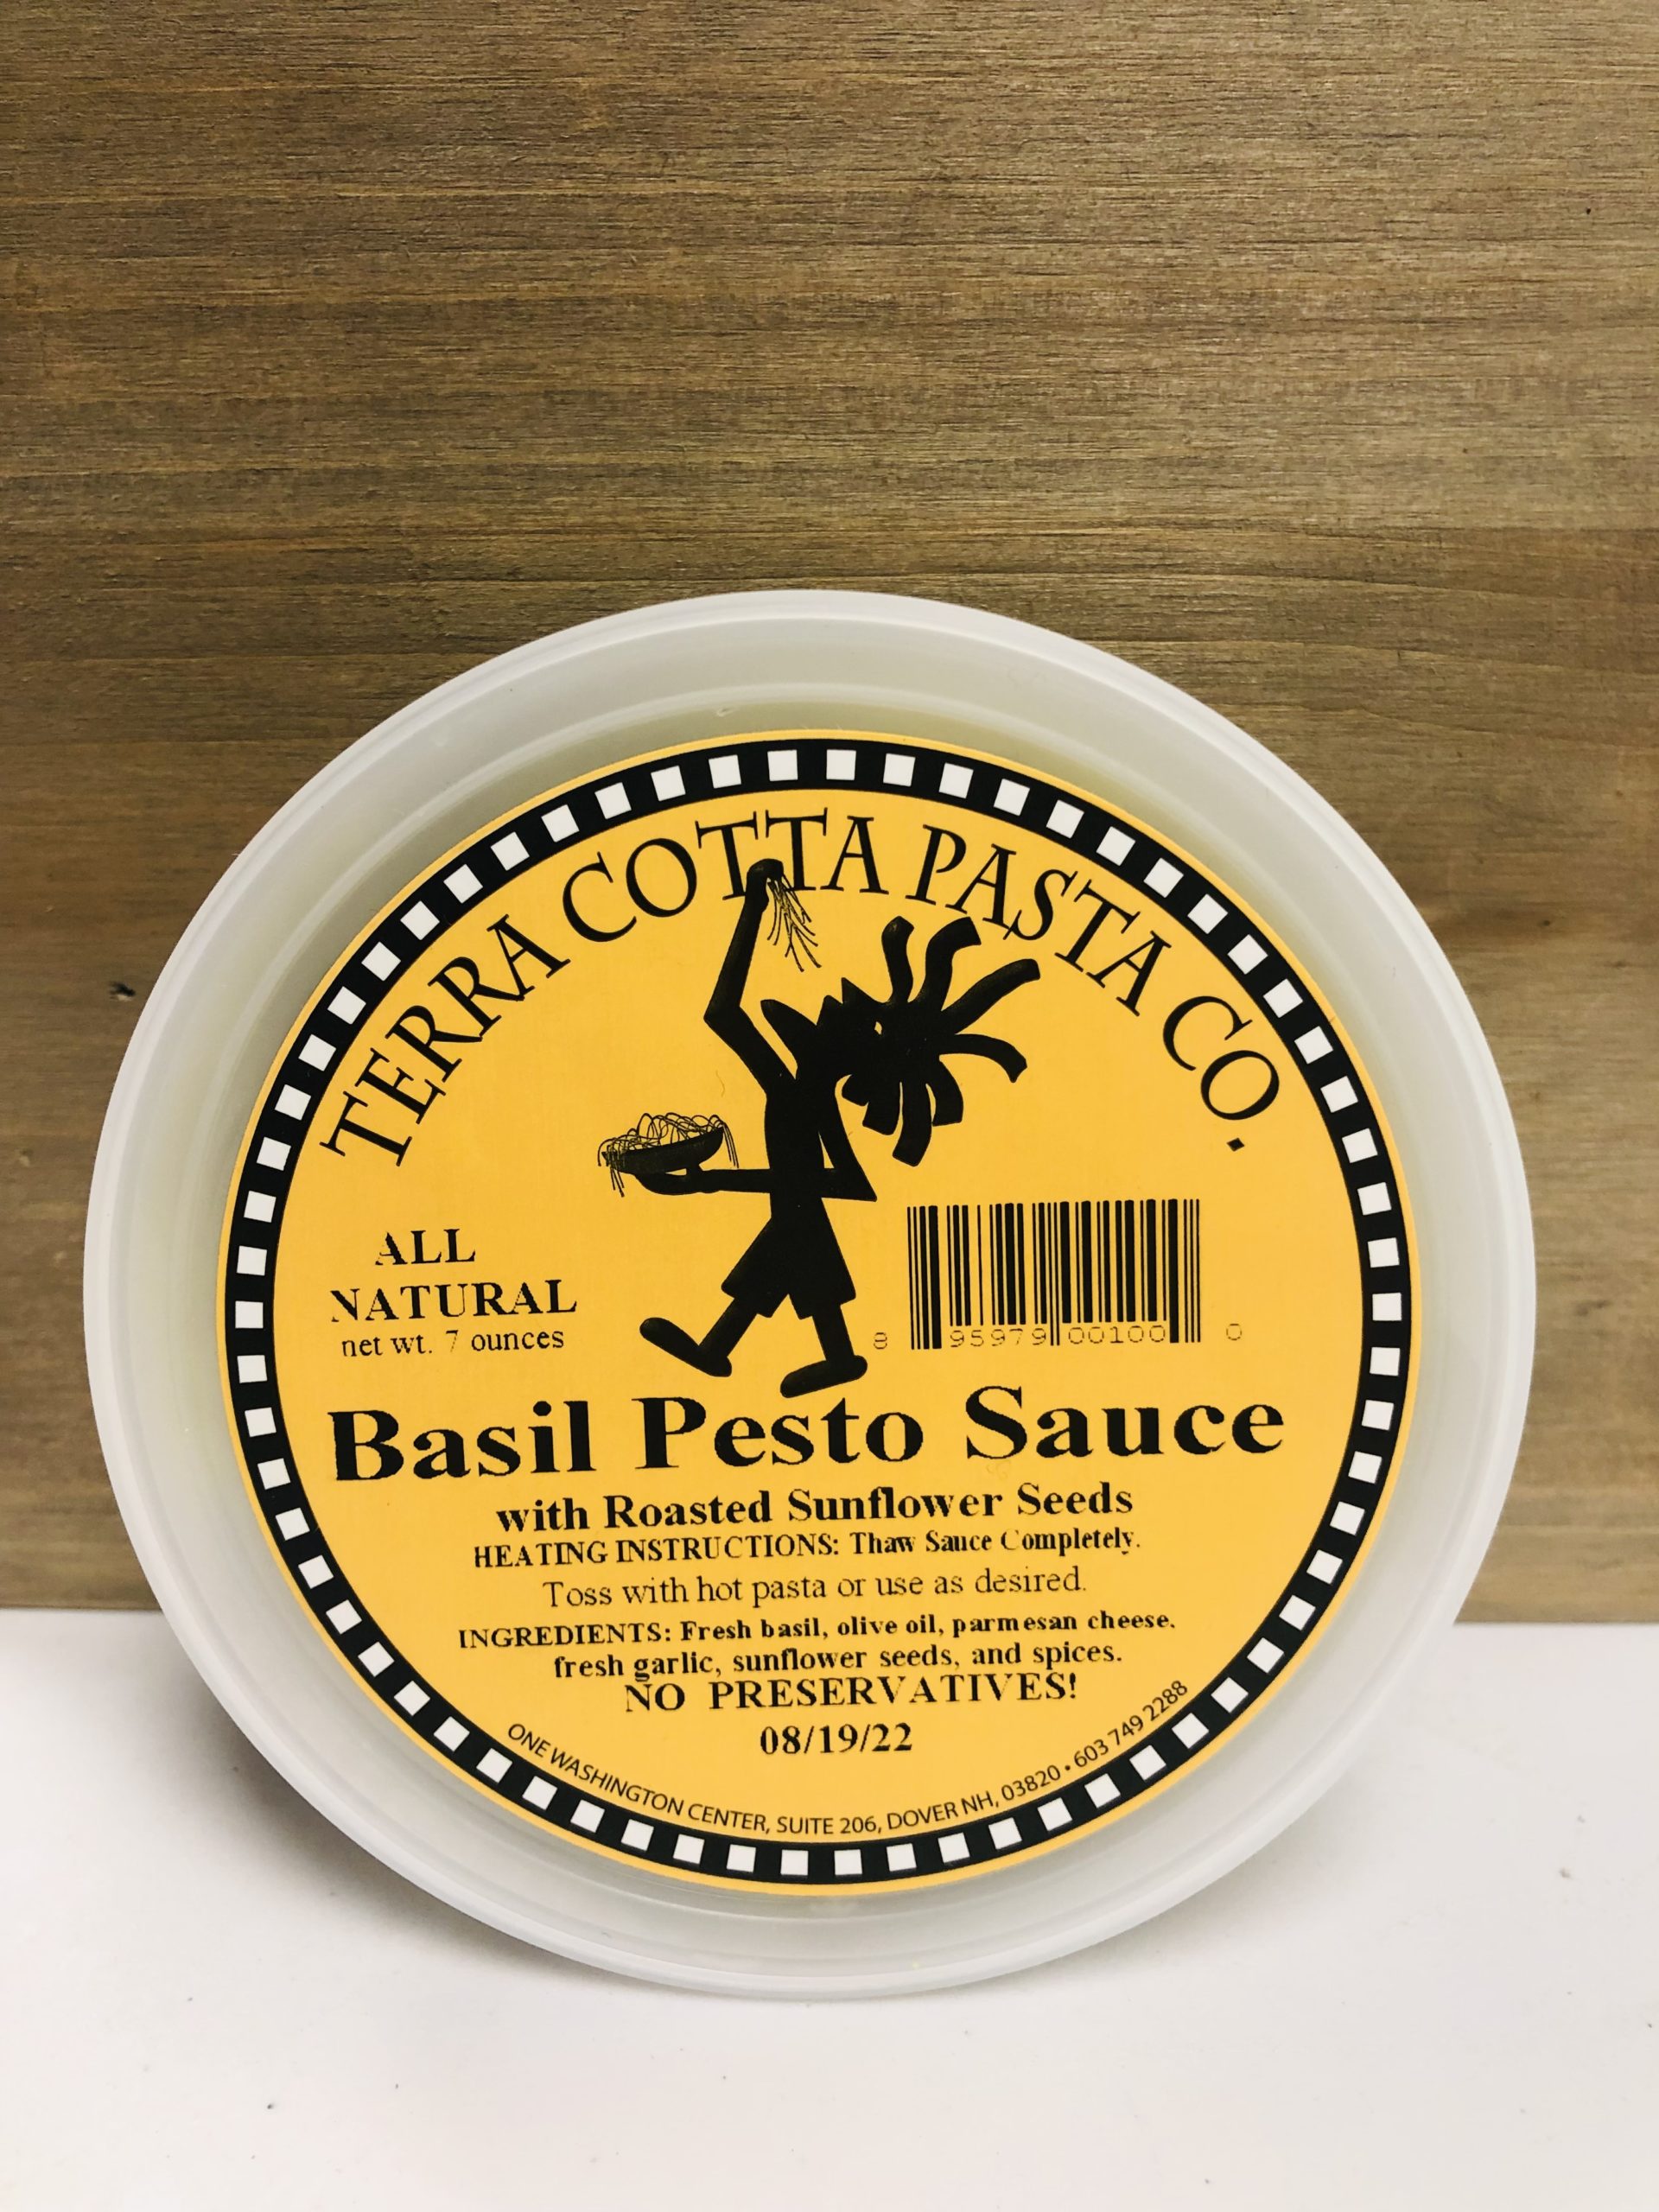 TERRA COTTA PASTA CO.
ALL
NATURAL
net wt. 7 ounces
8 95979 00100 0
Basil Pesto Sauce
with Roasted Sunflower Seeds
HEATING INSTRUCTIONS: Thaw Sauce Completely.
Toss with hot pasta or use as desired.
INGREDIENTS: Fresh basil, olive oil, parmesan cheese,
fresh garlic, sunflower seeds, and spices.
NO PRESERVATIVES!
08/19/22
ONE WASHINGTON CENTER, SUITE 206, DOVER NH, 03820 • 603 749 2288